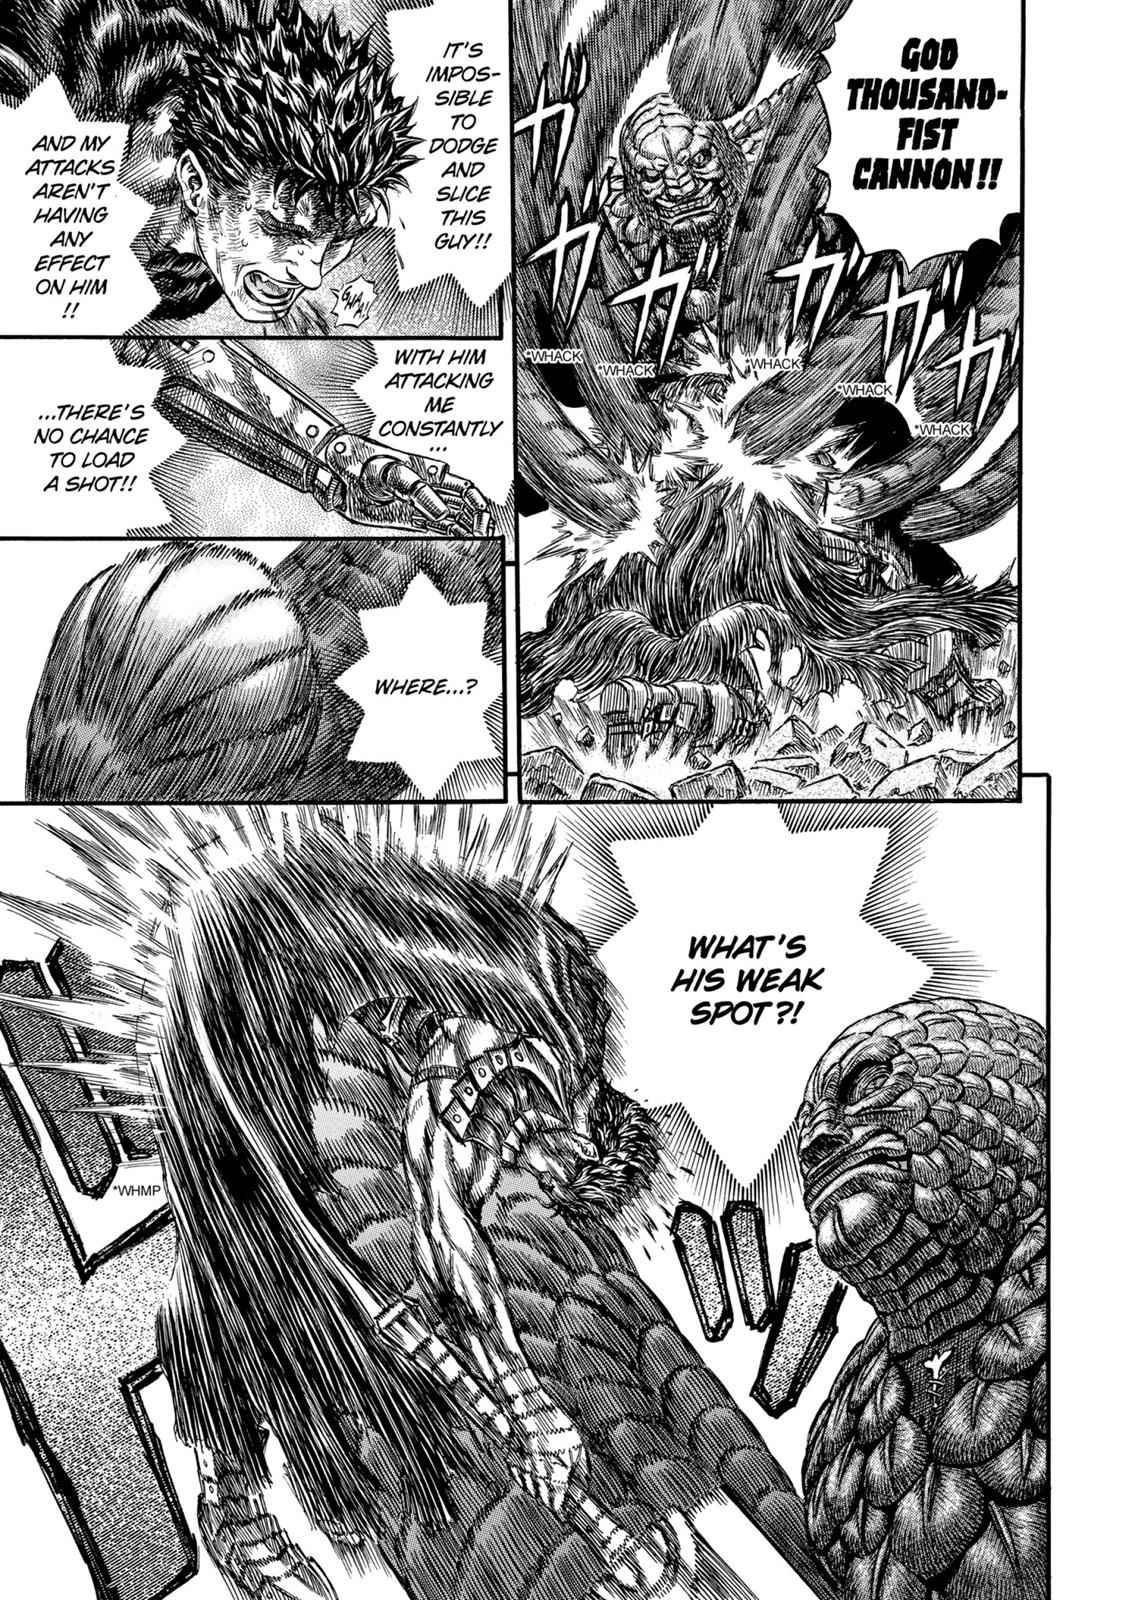 GOD
THOUSAND-
FIST
CANNON!!
ガ
ガ
ガ
ガ
ガ
ガ
*WHACK
*WHACK
*WHACK
*WHACK
*WHACK
IT'S
IMPOS-
SIBLE
TO
DODGE
AND
SLICE
THIS
GUY!!
AND MY
ATTACKS
AREN'T
HAVING
ANY
EFFECT
ON HIM
!!
WITH HIM
ATTACKING
ME
CONSTANTLY
...
...THERE'S
NO CHANCE
TO LOAD
A SHOT!!
WHERE...?
WHAT'S
HIS WEAK
SPOT?!
*WHMP